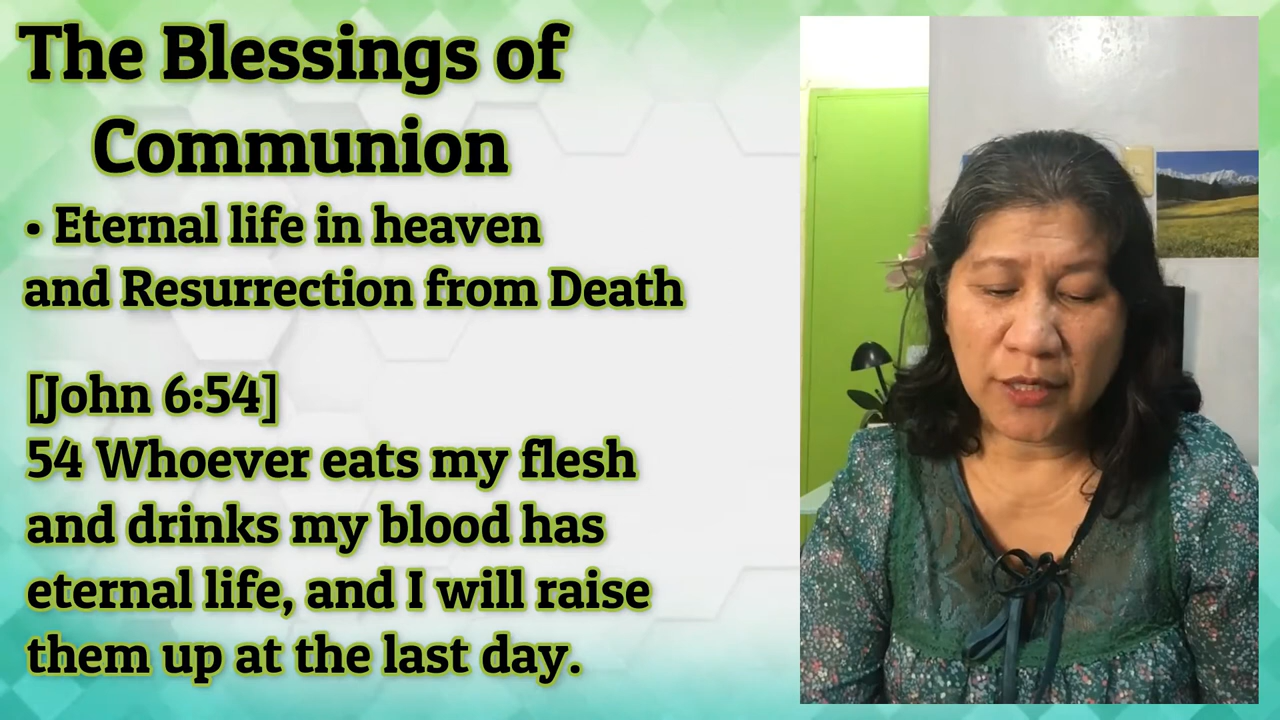 The Blessings of
Communion
• Eternal life in heaven
and Resurrection from Death
[John 6:54]
54 Whoever eats my flesh
and drinks my blood has
eternal life, and I will raise
them up at the last day.